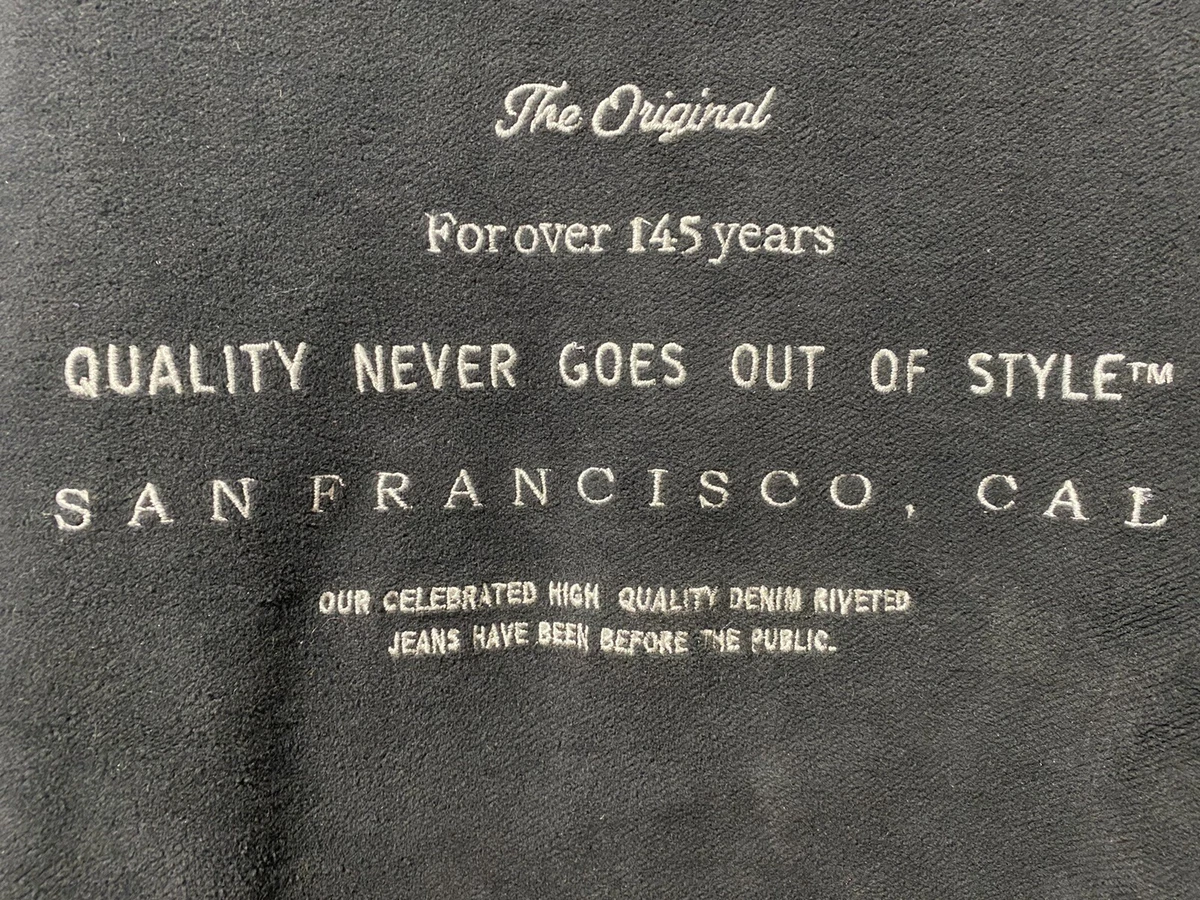 The Original
For over 145 years
QUALITY NEVER GOES OUT OF STYLE™
SAN FRANCISCO, CAL
OUR CELEBRATED HIGH QUALITY DENIM RIVETED
JEANS HAVE BEEN BEFORE THE PUBLIC.